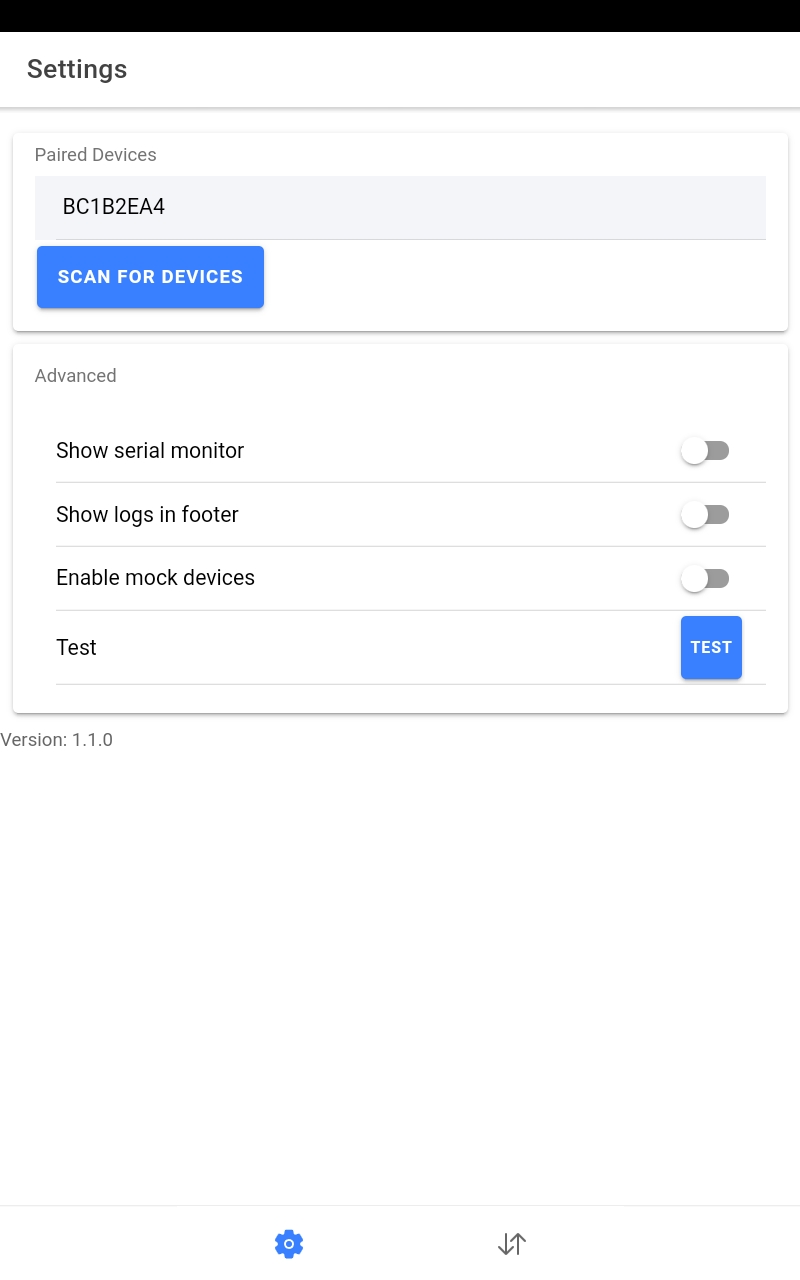 Settings
Paired Devices
BC1B2EA4
SCAN FOR DEVICES
Advanced
Show serial monitor
Show logs in footer
Enable mock devices
Test
TEST
Version: 1.1.0